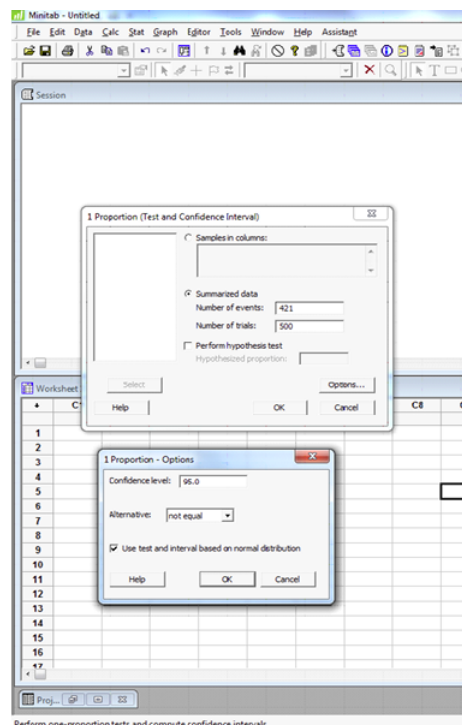 Minitab - Untitled
File Edit Data Calc Stat Graph Editor Tools Window Help Assistant
Session
1 Proportion (Test and Confidence Interval)
Samples in columns:
Summarized data
Number of events: 421
Number of trials: 500
Perform hypothesis test
Hypothesized proportion:
Select
Options...
Help
OK
Cancel
Worksheet
C8
1
2
3
4
5
6
7
8
9
10
11
12
13
14
15
16
17
1 Proportion - Options
Confidence level: 95.0
Alternative: not equal
Use test and interval based on normal distribution
Help
OK
Cancel
Proj...
Perform one-proportion tests and compute confidence intervals